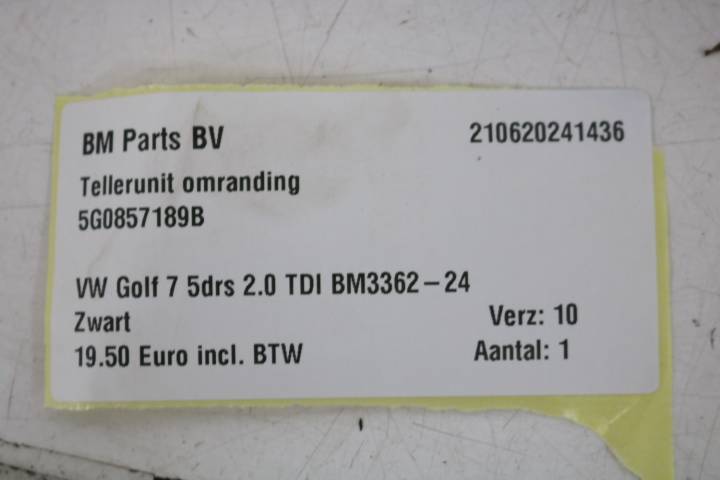 BM Parts BV 210620241436
Tellerunit omranding
5G0857189B
VW Golf 7 5drs 2.0 TDI BM3362-24
Zwart Verz: 10
19.50 Euro incl. BTW Aantal: 1